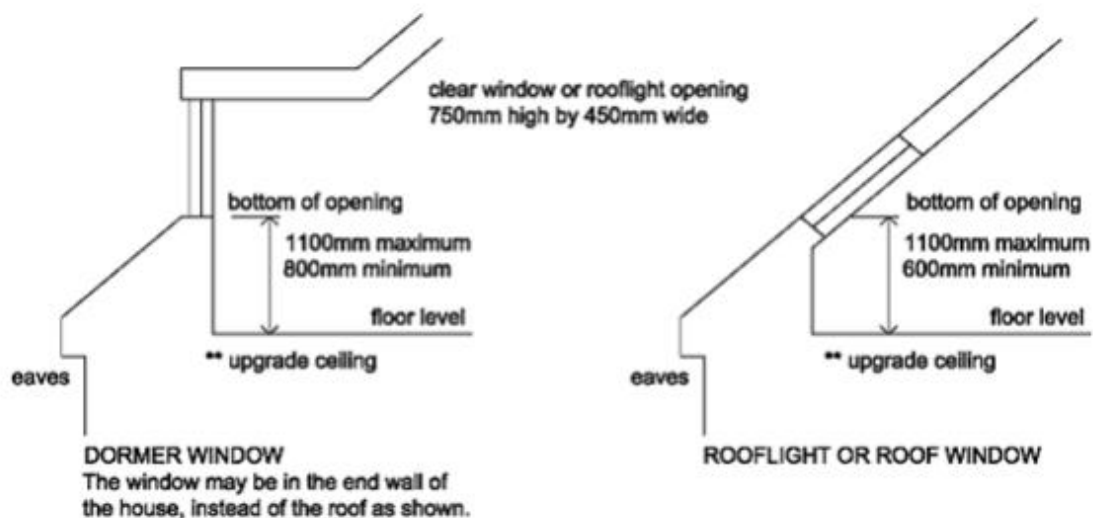 clear window or rooflight opening
750mm high by 450mm wide
bottom of opening
1100mm maximum
800mm minimum
floor level
** upgrade ceiling
eaves
DORMER WINDOW
The window may be in the end wall of
the house, instead of the roof as shown.
bottom of opening
1100mm maximum
600mm minimum
floor level
** upgrade ceiling
eaves
ROOFLIGHT OR ROOF WINDOW